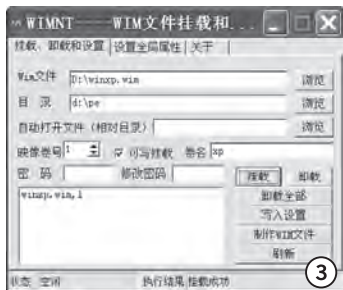 WIMNT WIM文件挂载和...
挂载、卸载和设置 设置全局属性 关于
Wim文件 D:\winxp.wim 浏览
目 录 d:\pe 浏览
自动打开文件（相对目录） 浏览
映像卷号 1 可写挂载 卷名 xp
密 码 修改密码 挂载 卸载
winxp.wim,1
卸载全部
写入设置
制作WIM文件
刷新
状态 空闲 执行结果 挂载成功
③